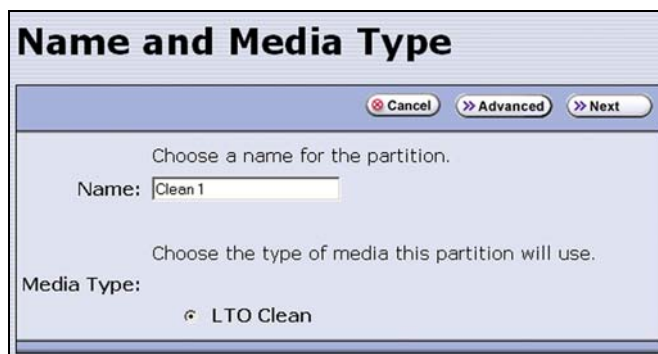 Name and Media Type
Cancel >> Advanced >> Next
Choose a name for the partition.
Name: Clean 1
Choose the type of media this partition will use.
Media Type:
LTO Clean